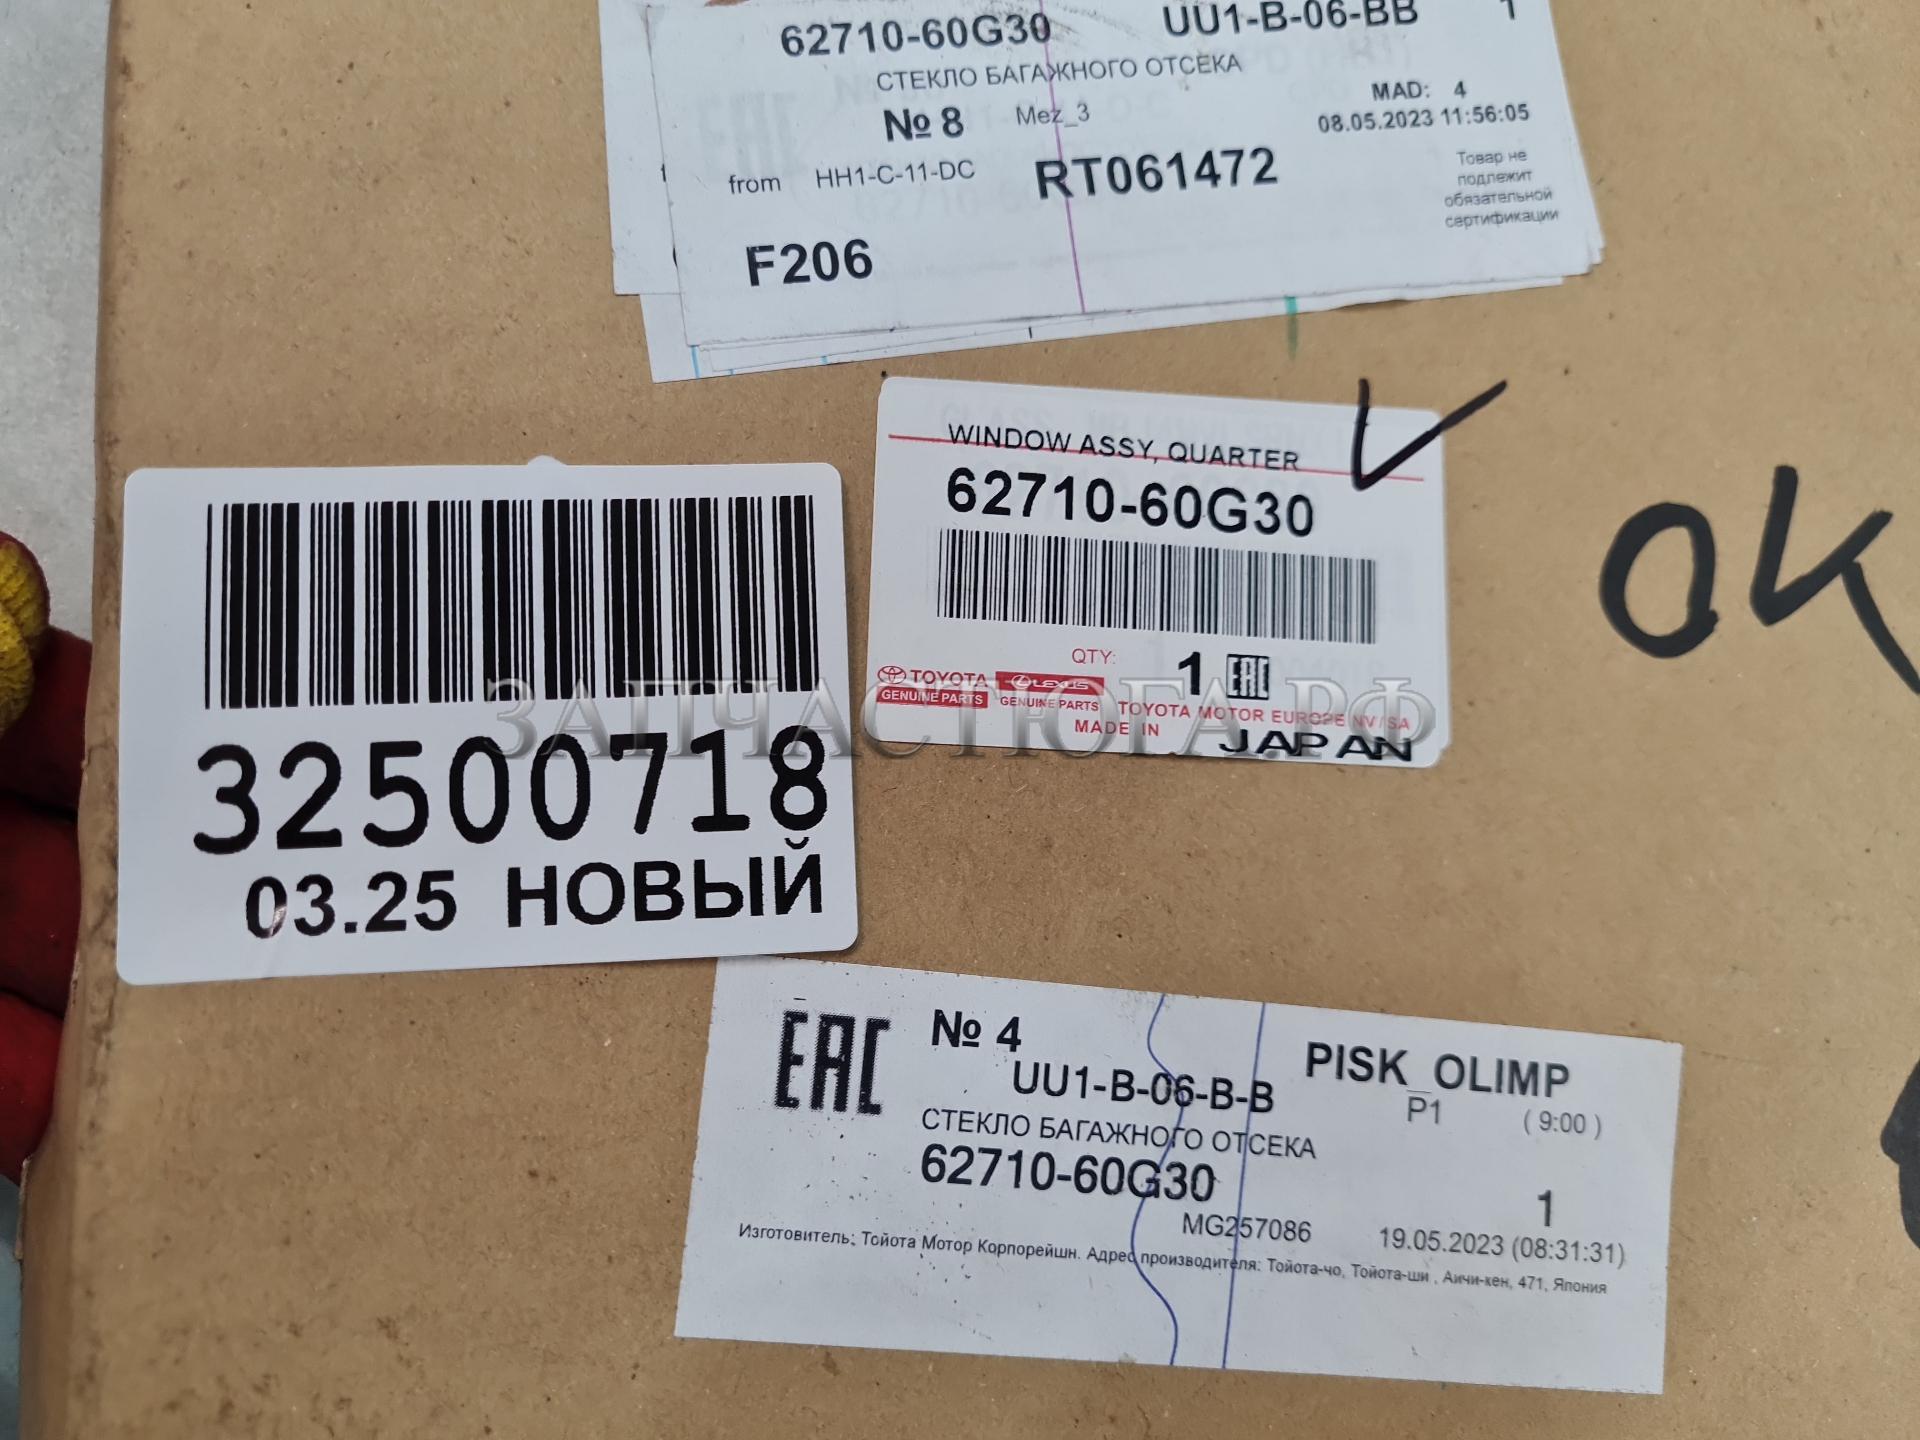 62710-60G30 UU1-B-06-BB 1
СТЕКЛО БАГАЖНОГО ОТСЕКА
№ 8 Mez_3 MAD: 4
08.05.2023 11:56:05
from HH1-C-11-DC RT061472
Товар не
подлежит
обязательной
сертификации
F206
WINDOW ASSY, QUARTER
62710-60G30
QTY: 1 EAC
TOYOTA LEXUS
GENUINE PARTS GENUINE PARTS TOYOTA MOTOR EUROPE NV/SA
MADE IN JAPAN
OK
32500718
03.25 НОВЫЙ
ЗАПЧАСТЮГА.РФ
EAC № 4
UU1-B-06-B-B
PISK_OLIMP
P1 (9:00)
СТЕКЛО БАГАЖНОГО ОТСЕКА
62710-60G30 1
MG257086 19.05.2023 (08:31:31)
Изготовитель: Тойота Мотор Корпорейшн. Адрес производителя: Тойота-чо, Тойота-ши , Аичи-кен, 471, Япония